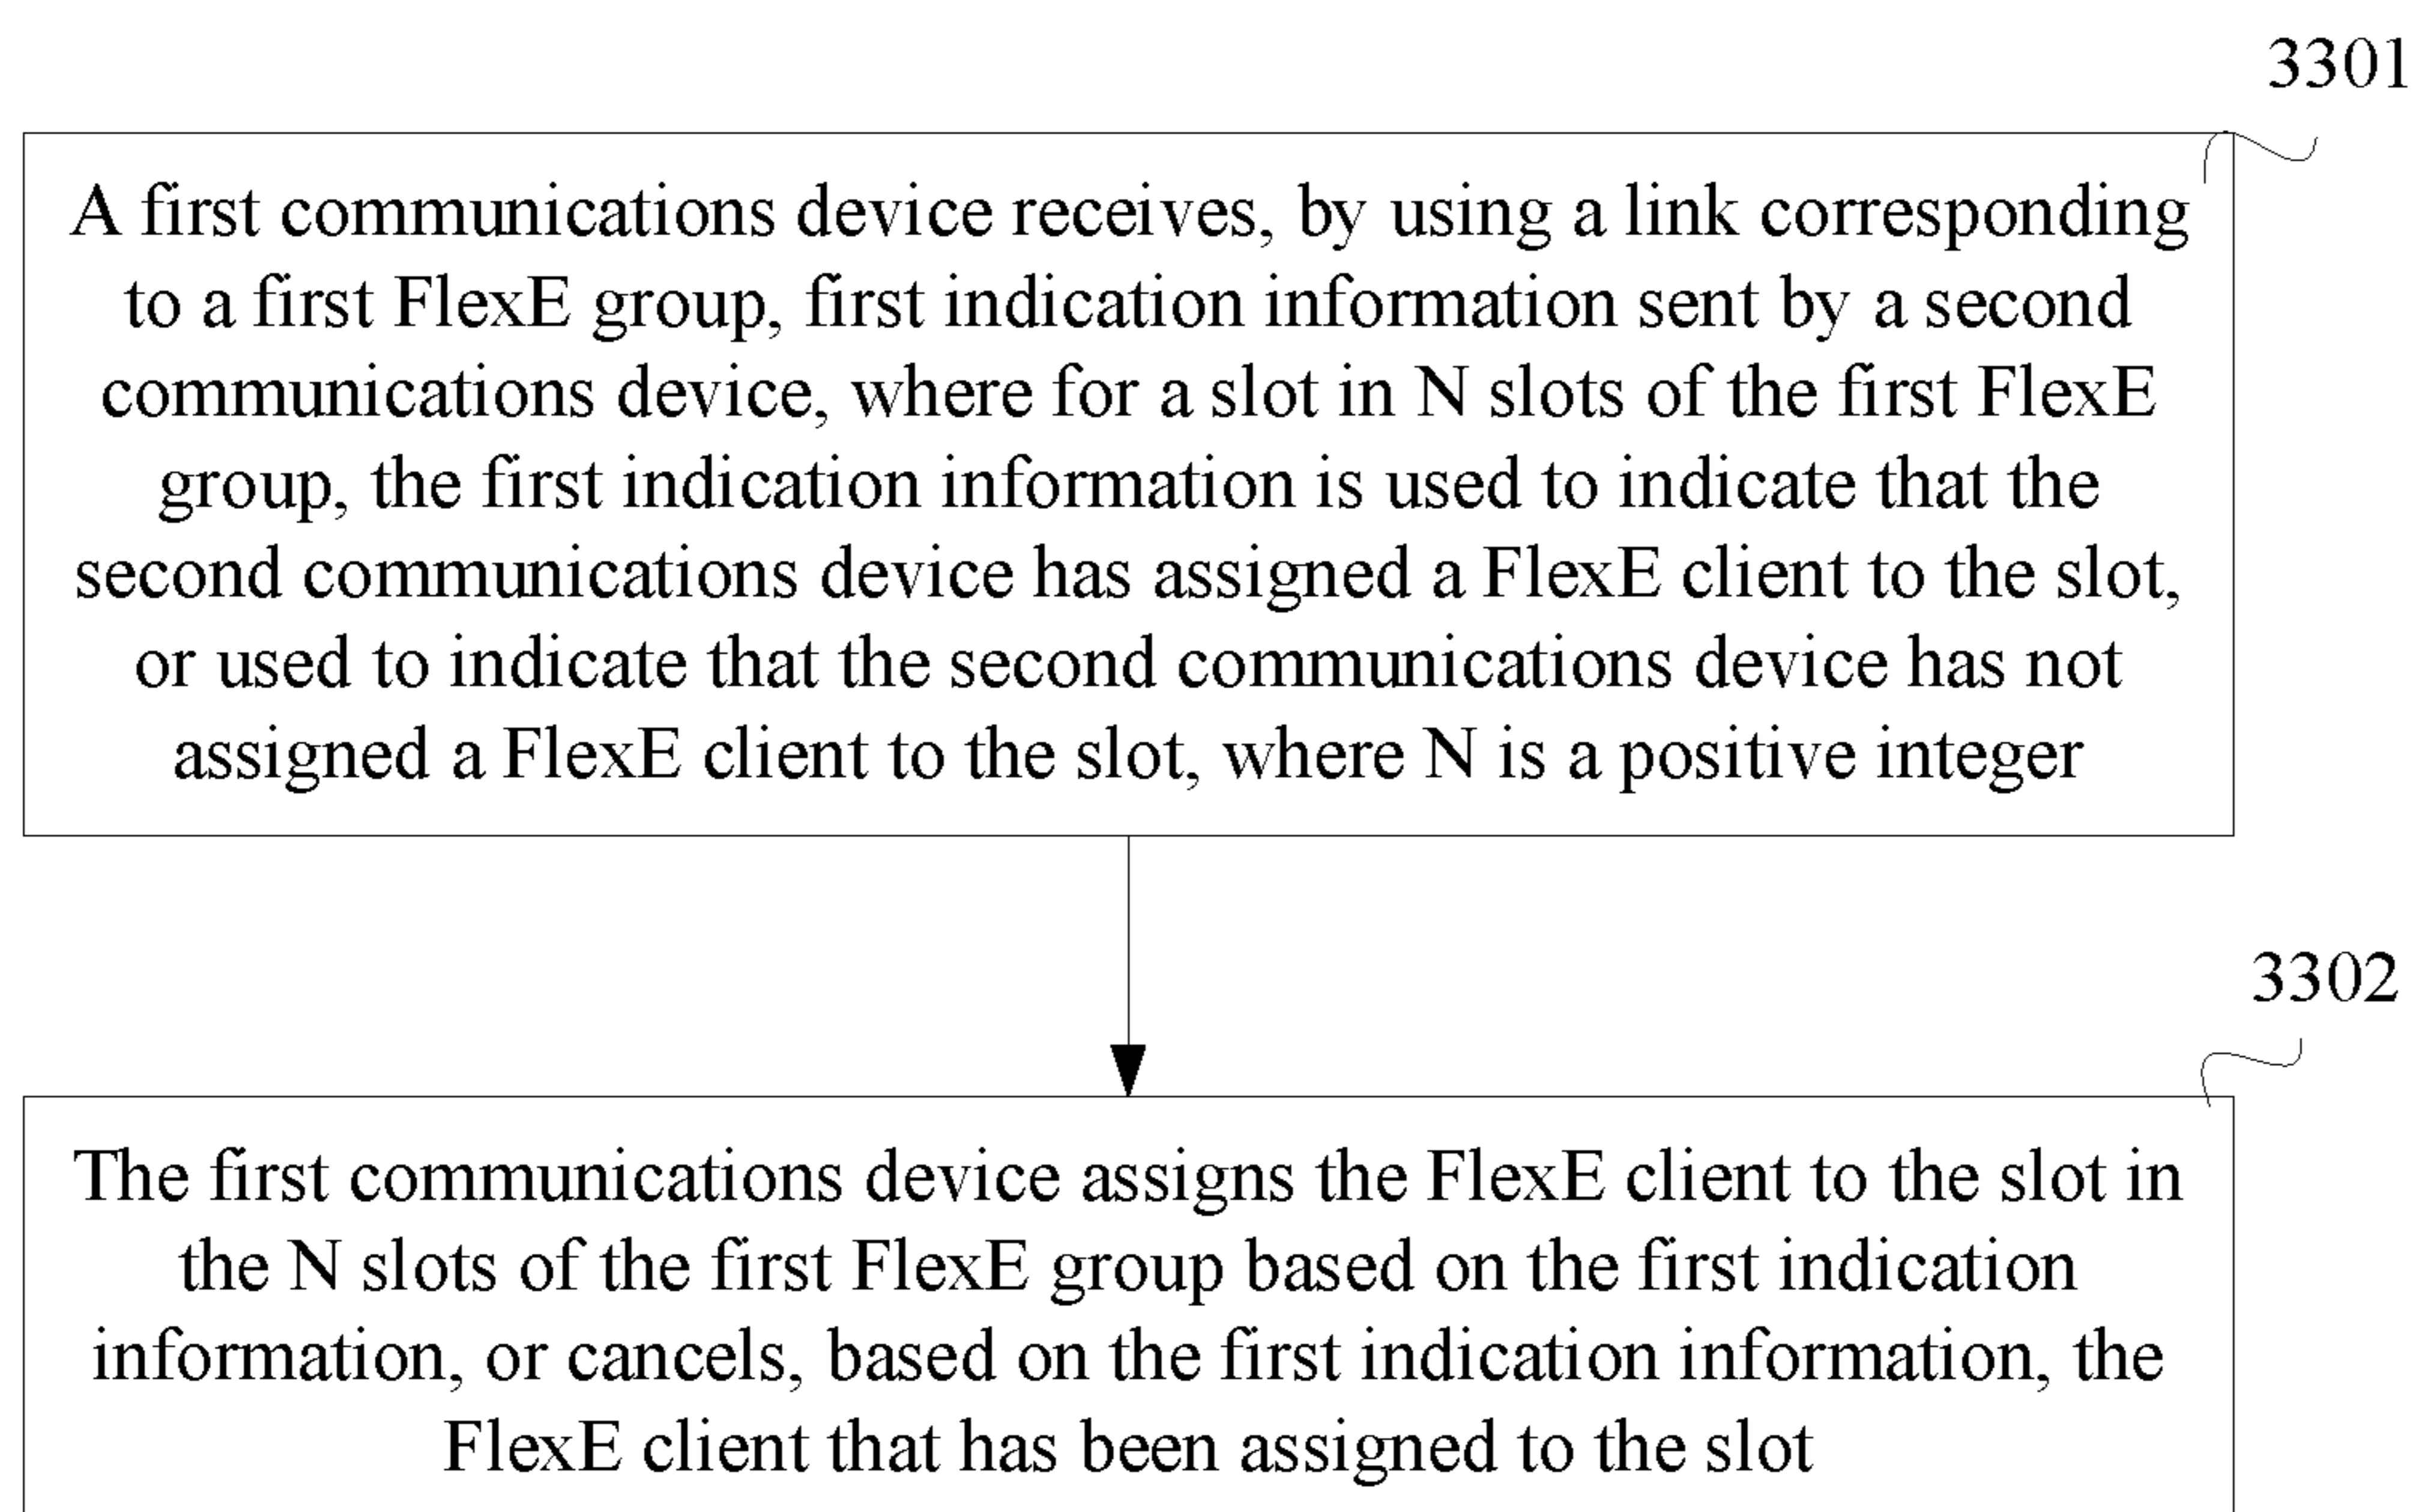 3301
A first communications device receives, by using a link corresponding
to a first FlexE group, first indication information sent by a second
communications device, where for a slot in N slots of the first FlexE
group, the first indication information is used to indicate that the
second communications device has assigned a FlexE client to the slot,
or used to indicate that the second communications device has not
assigned a FlexE client to the slot, where N is a positive integer
3302
The first communications device assigns the FlexE client to the slot in
the N slots of the first FlexE group based on the first indication
information, or cancels, based on the first indication information, the
FlexE client that has been assigned to the slot